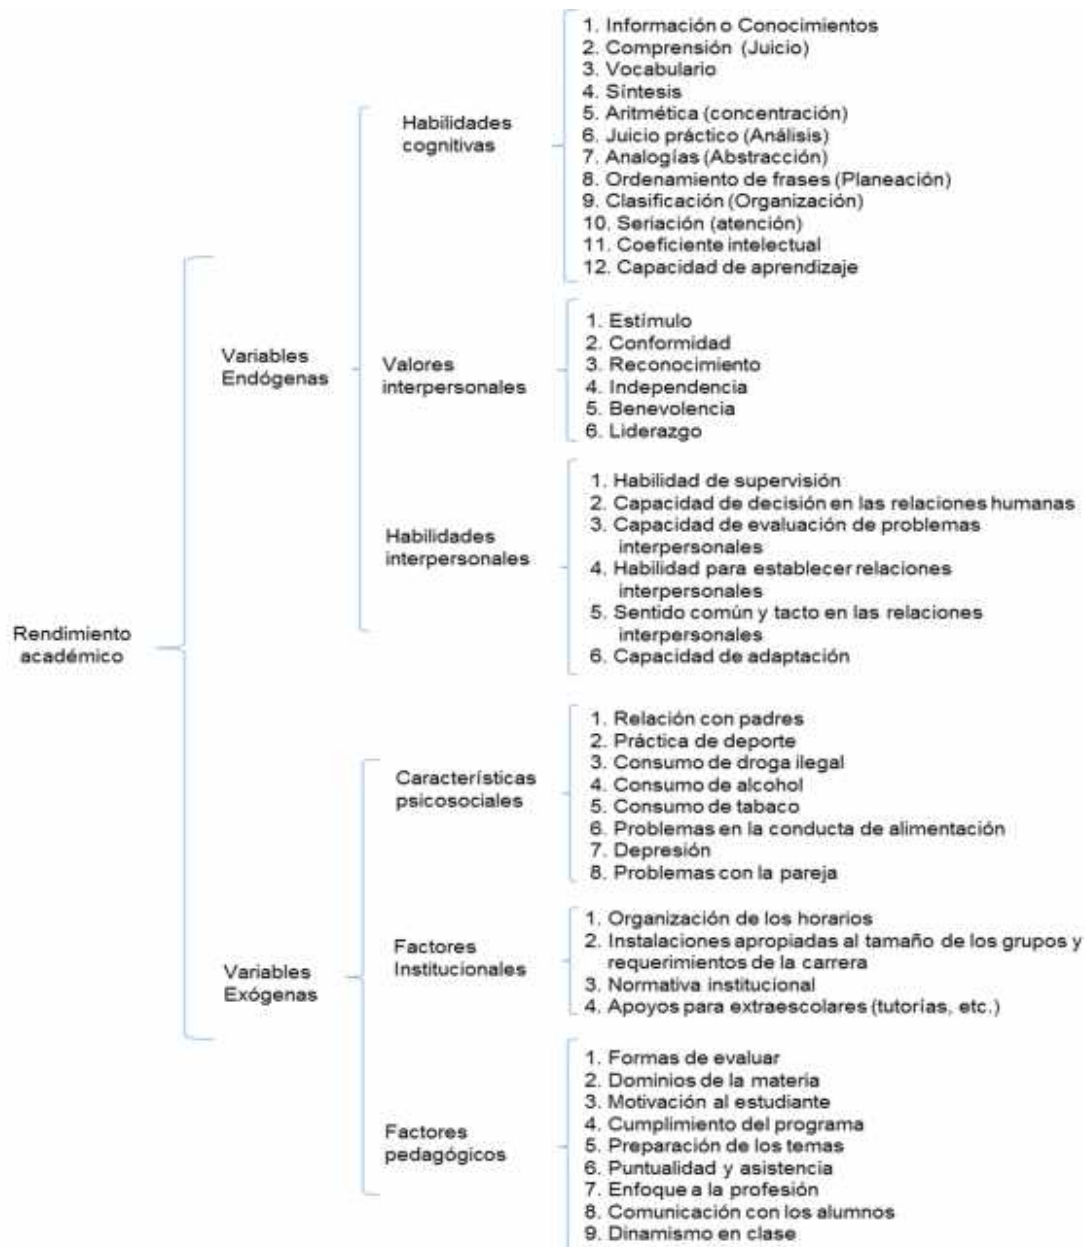 Rendimiento
académico
Variables
Endógenas
Habilidades
cognitivas
1. Información o Conocimientos
2. Comprensión (Juicio)
3. Vocabulario
4. Síntesis
5. Aritmética (concentración)
6. Juicio práctico (Análisis)
7. Analogías (Abstracción)
8. Ordenamiento de frases (Planeación)
9. Clasificación (Organización)
10. Seriación (atención)
11. Coeficiente intelectual
12. Capacidad de aprendizaje
Valores
interpersonales
1. Estímulo
2. Conformidad
3. Reconocimiento
4. Independencia
5. Benevolencia
6. Liderazgo
Habilidades
interpersonales
1. Habilidad de supervisión
2. Capacidad de decisión en las relaciones humanas
3. Capacidad de evaluación de problemas
interpersonales
4. Habilidad para establecer relaciones
interpersonales
5. Sentido común y tacto en las relaciones
interpersonales
6. Capacidad de adaptación
Variables
Exógenas
Características
psicosociales
1. Relación con padres
2. Práctica de deporte
3. Consumo de droga ilegal
4. Consumo de alcohol
5. Consumo de tabaco
6. Problemas en la conducta de alimentación
7. Depresión
8. Problemas con la pareja
Factores
Institucionales
1. Organización de los horarios
2. Instalaciones apropiadas al tamaño de los grupos y
requerimientos de la carrera
3. Normativa institucional
4. Apoyos para extraescolares (tutorías, etc.)
Factores
pedagógicos
1. Formas de evaluar
2. Dominios de la materia
3. Motivación al estudiante
4. Cumplimiento del programa
5. Preparación de los temas
6. Puntualidad y asistencia
7. Enfoque a la profesión
8. Comunicación con los alumnos
9. Dinamismo en clase